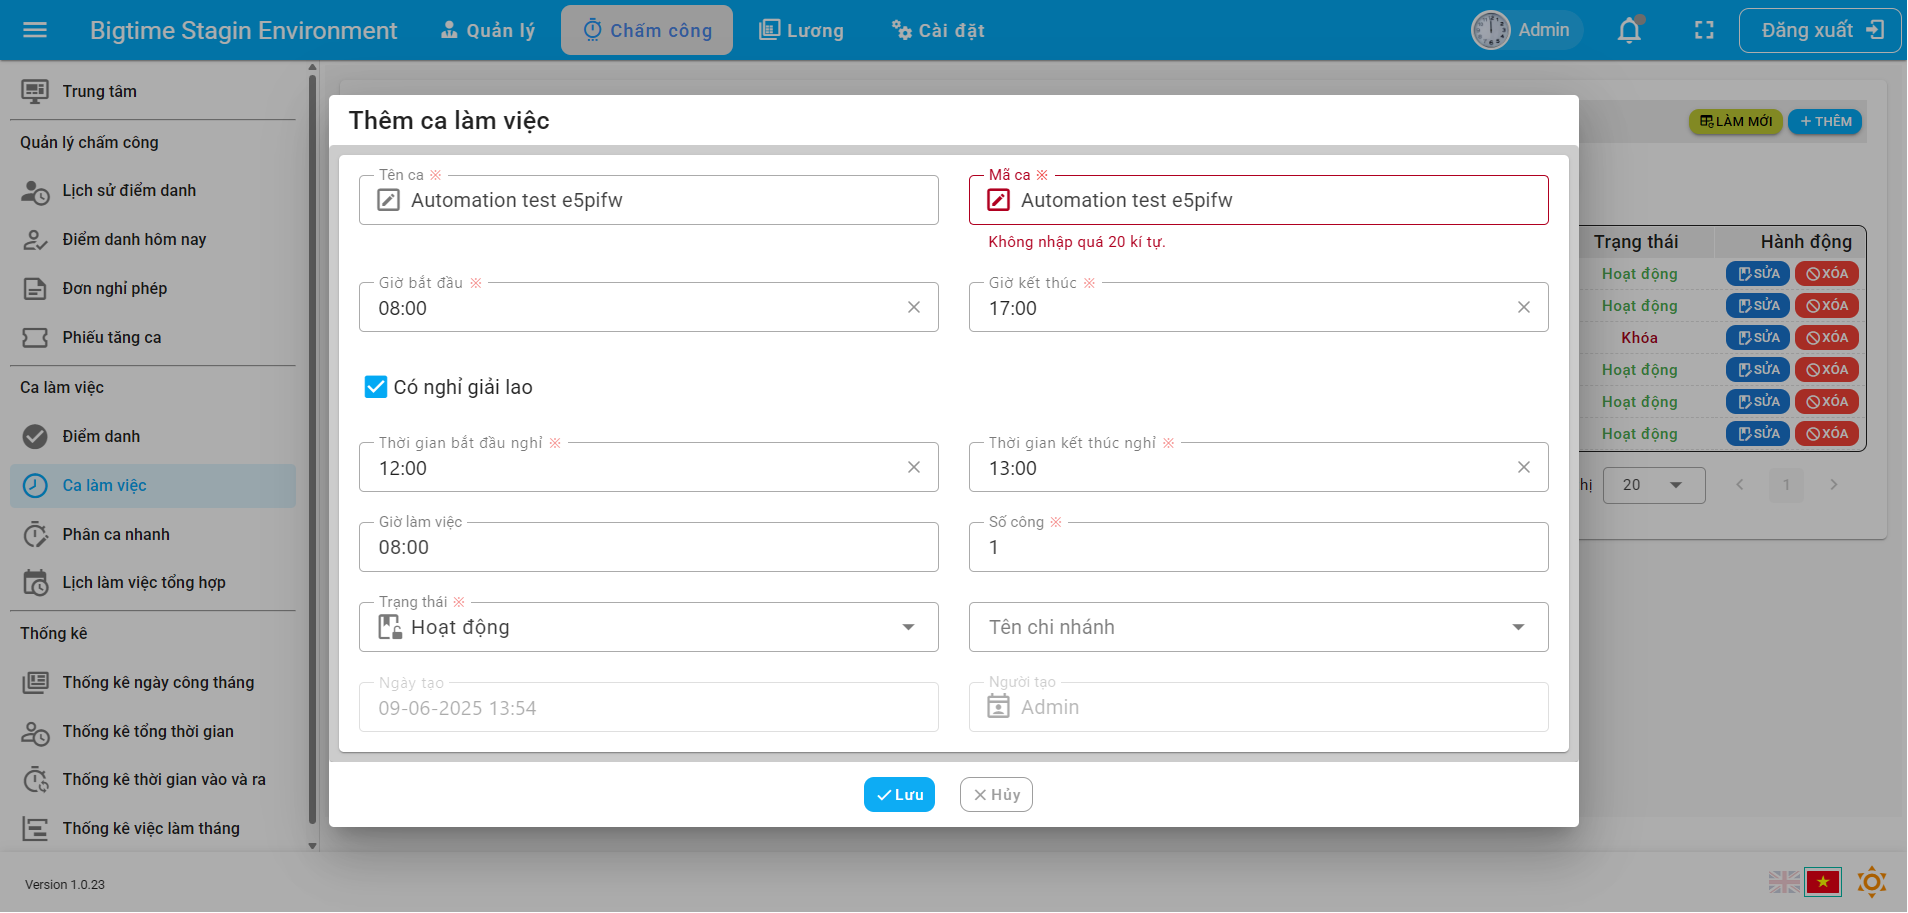 Bigtime Stagin Environment
Quản lý
Chấm công
Lương
Cài đặt
Admin
Đăng xuất
Trung tâm
Quản lý chấm công
Lịch sử điểm danh
Điểm danh hôm nay
Đơn nghỉ phép
Phiếu tăng ca
Ca làm việc
Điểm danh
Ca làm việc
Phân ca nhanh
Lịch làm việc tổng hợp
Thống kê
Thống kê ngày công tháng
Thống kê tổng thời gian
Thống kê thời gian vào và ra
Thống kê việc làm tháng
Version 1.0.23
LÀM MỚI
+ THÊM
Trạng thái Hành động
Hoạt động SỬA XÓA
Hoạt động SỬA XÓA
Khóa SỬA XÓA
Hoạt động SỬA XÓA
Hoạt động SỬA XÓA
Hoạt động SỬA XÓA
hị 20 1
Thêm ca làm việc
Tên ca ※
Automation test e5pifw
Mã ca ※
Automation test e5pifw
Không nhập quá 20 kí tự.
Giờ bắt đầu ※
08:00
Giờ kết thúc ※
17:00
Có nghỉ giải lao
Thời gian bắt đầu nghỉ ※
12:00
Thời gian kết thúc nghỉ ※
13:00
Giờ làm việc
08:00
Số công ※
1
Trạng thái ※
Hoạt động
Tên chi nhánh
Ngày tạo
09-06-2025 13:54
Người tạo
Admin
Lưu
Hủy